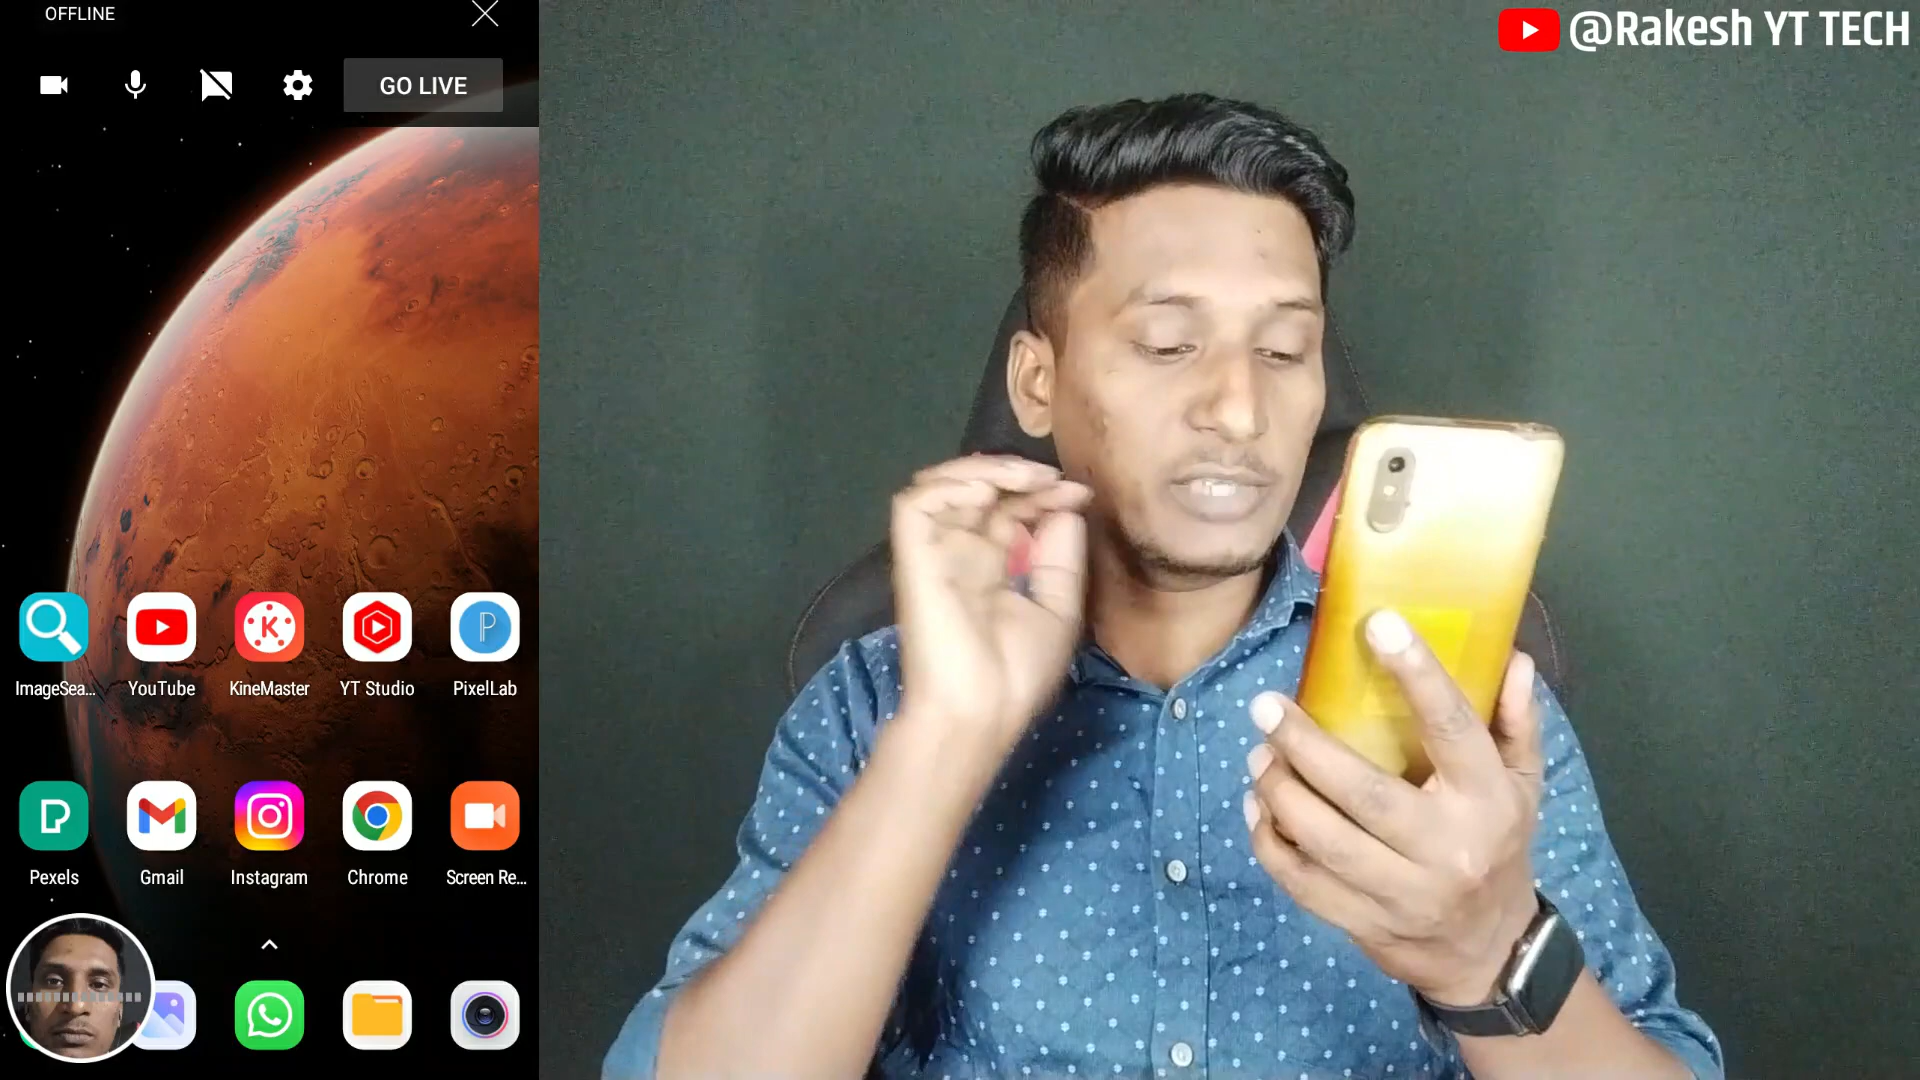 OFFLINE
GO LIVE
@Rakesh YT TECH
ImageSea...
YouTube
KineMaster
YT Studio
PixelLab
Pexels
Gmail
Instagram
Chrome
Screen Re...